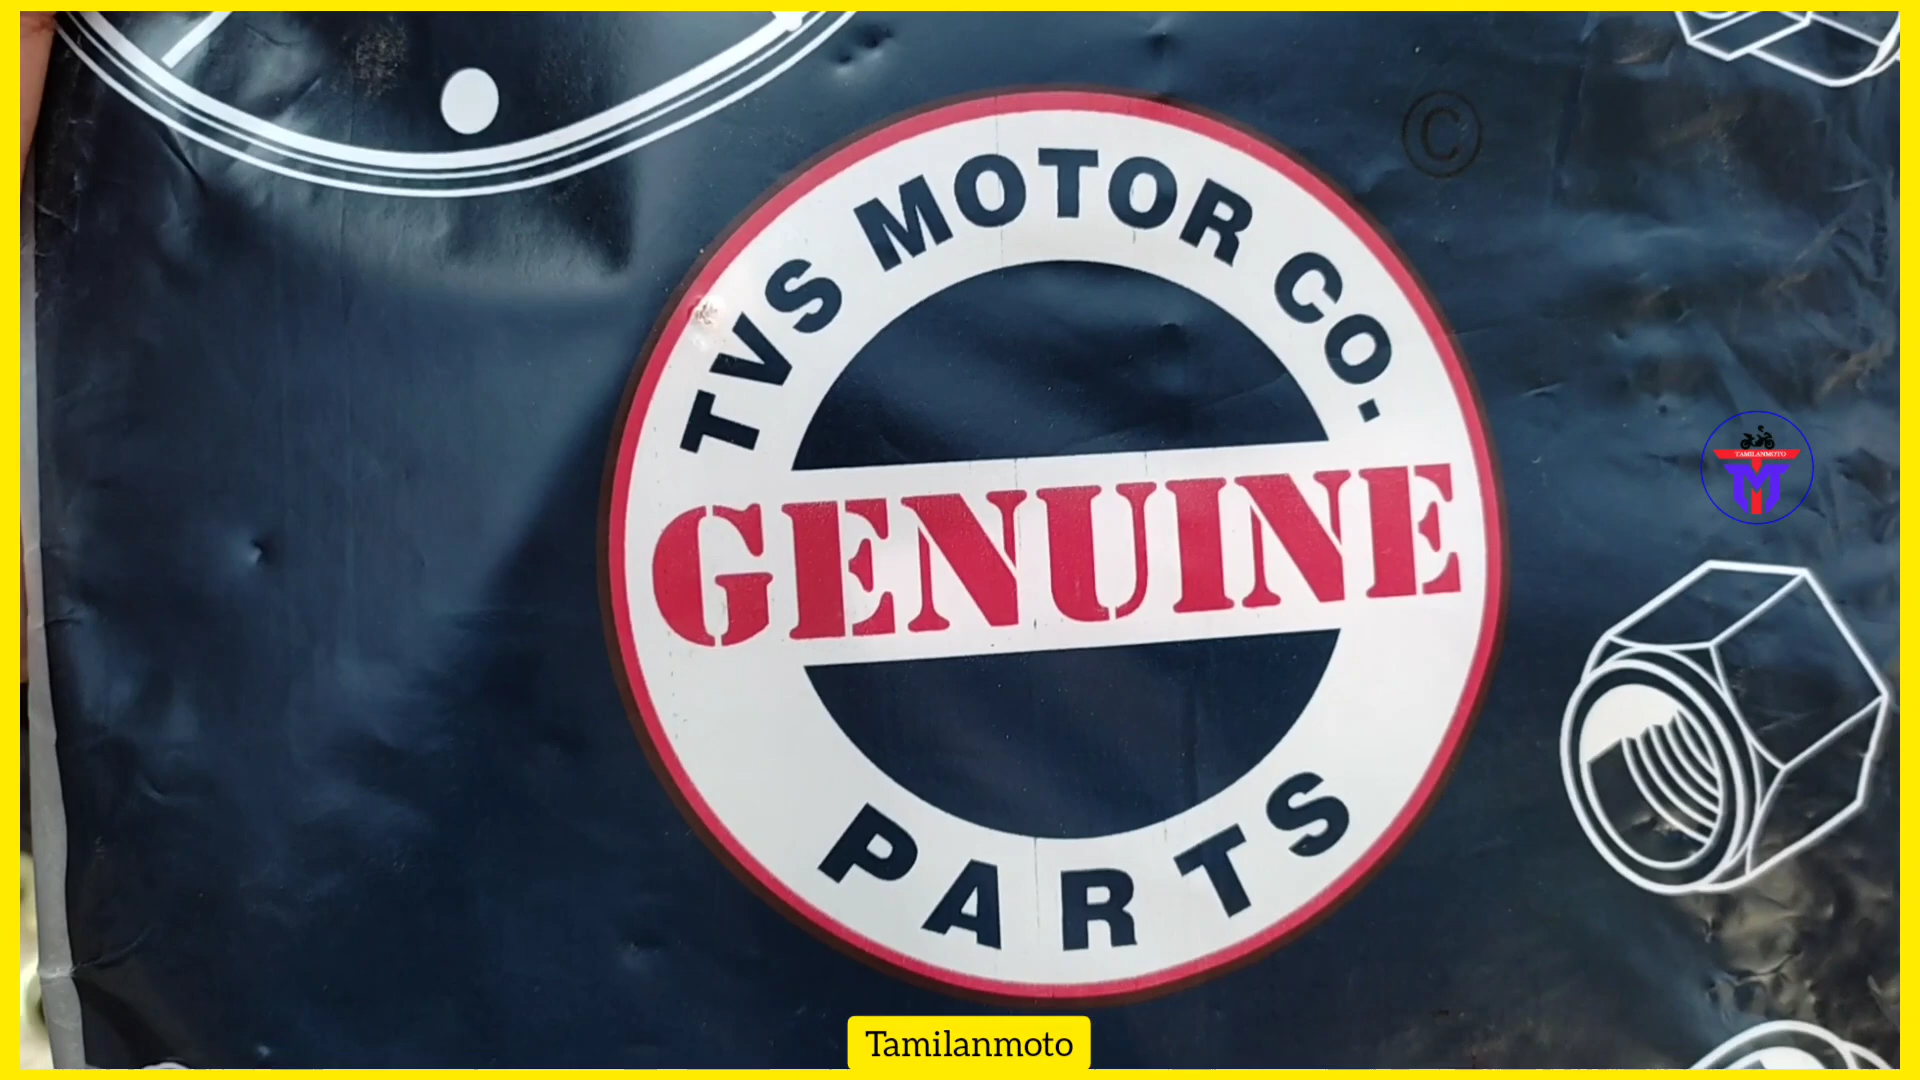 ©
TVS MOTOR CO.
GENUINE
PARTS
TAMILANMOTO
Tamilanmoto